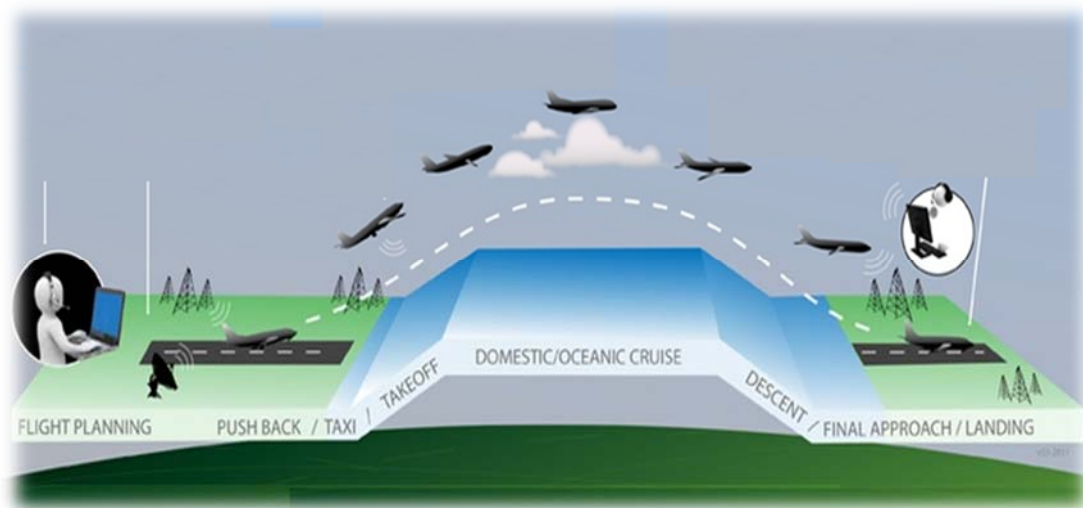 FLIGHT PLANNING
PUSH BACK / TAXI / TAKEOFF
DOMESTIC/OCEANIC CRUISE
DESCENT / FINAL APPROACH / LANDING